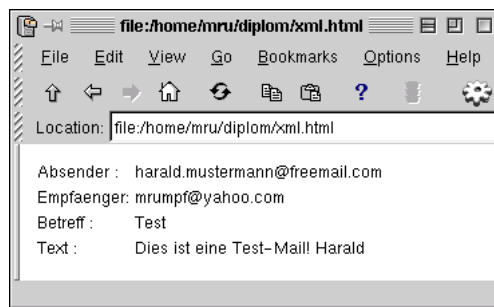 file:/home/mru/diplom/xml.html
File Edit View Go Bookmarks Options Help
?
Location: file:/home/mru/diplom/xml.html
Absender : harald.mustermann@freemail.com
Empfaenger: mrumpf@yahoo.com
Betreff : Test
Text : Dies ist eine Test-Mail! Harald